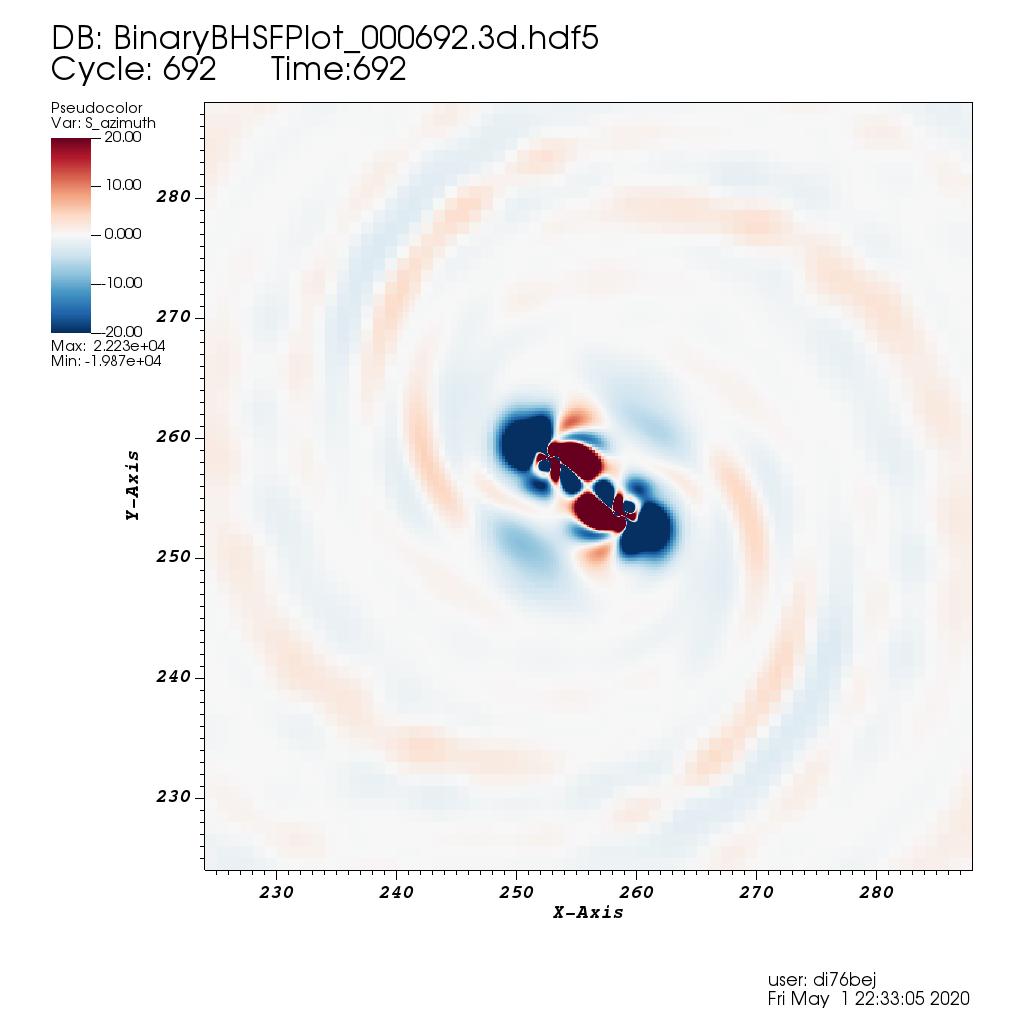 DB: BinaryBHSFPlot_000692.3d.hdf5
Cycle: 692 Time:692
Pseudocolor
Var: S_azimuth
20.00
10.00
0.000
-10.00
-20.00
Max: 2.223e+04
Min: -1.987e+04
280
270
260
250
240
230
Y-Axis
230 240 250 260 270 280
X-Axis
user: di76bej
Fri May 1 22:33:05 2020